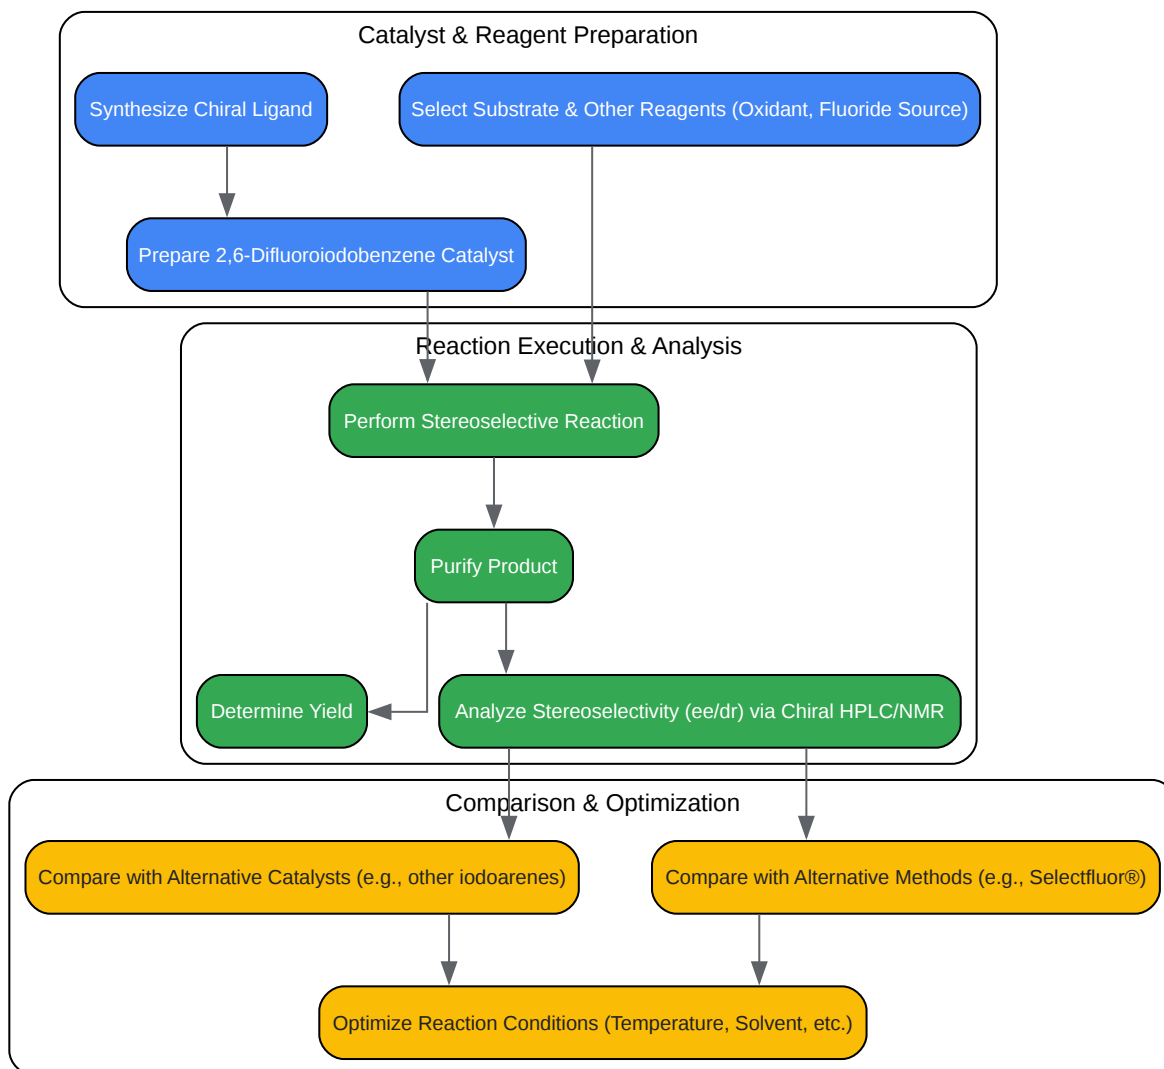 Catalyst & Reagent Preparation
Synthesize Chiral Ligand
Select Substrate & Other Reagents (Oxidant, Fluoride Source)
Prepare 2,6-Difluoroiodobenzene Catalyst
Reaction Execution & Analysis
Perform Stereoselective Reaction
Purify Product
Determine Yield
Analyze Stereoselectivity (ee/dr) via Chiral HPLC/NMR
Comparison & Optimization
Compare with Alternative Catalysts (e.g., other iodoarenes)
Compare with Alternative Methods (e.g., Selectfluor®)
Optimize Reaction Conditions (Temperature, Solvent, etc.)